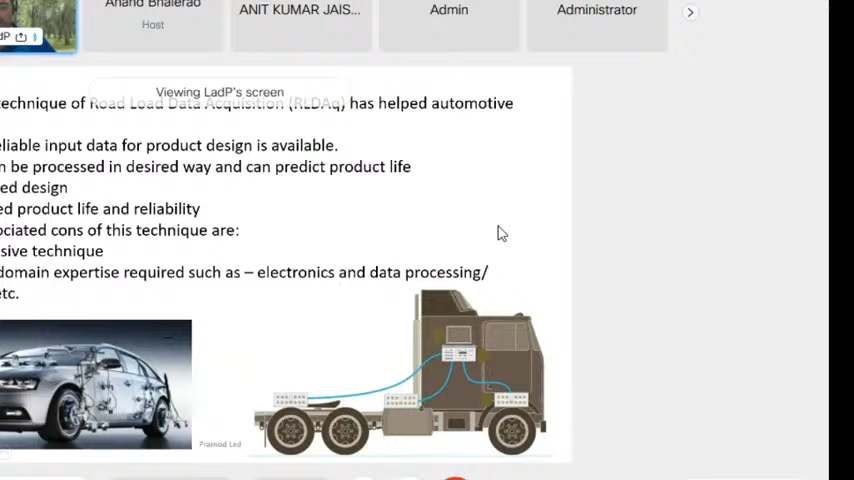 Anand Bhalerao
Host
ANIT KUMAR JAIS...
Admin
Administrator
dP
Viewing LadP's screen
echnique of Road Load Data Acquisition (RLDAq) has helped automotive
eliable input data for product design is available.
n be processed in desired way and can predict product life
ed design
ed product life and reliability
ociated cons of this technique are:
sive technique
domain expertise required such as – electronics and data processing/
etc.
Pramod Lad